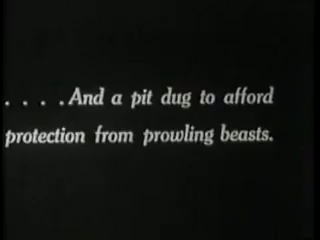 . . . . And a pit dug to afford
protection from prowling beasts.